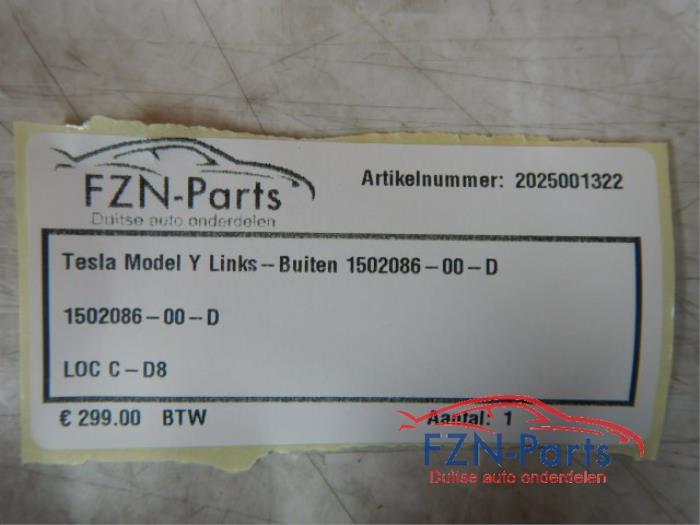 FZN-Parts
Duitse auto onderdelen
Artikelnummer: 2025001322
Tesla Model Y Links-Buiten 1502086-00-D
1502086-00-D
LOC C-D8
€ 299.00 BTW
Aantal: 1
FZN-Parts
Duitse auto onderdelen